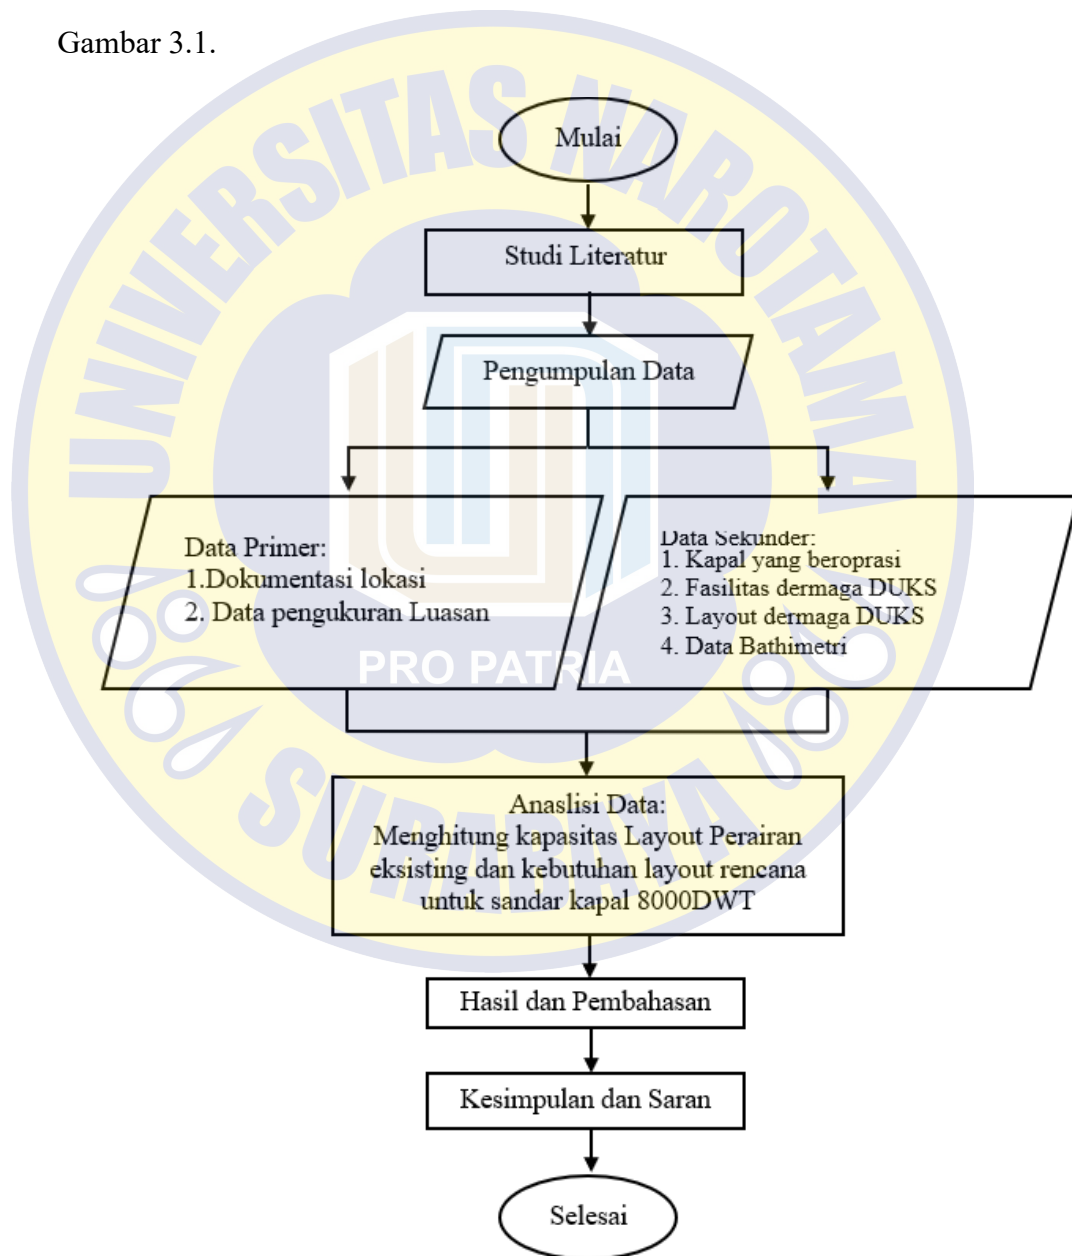 Gambar 3.1.
UNIVERSITAS NAROTAMA
Mulai
Studi Literatur
Pengumpulan Data
Data Primer:
1.Dokumentasi lokasi
2. Data pengukuran Luasan
Data Sekunder:
1. Kapal yang beroprasi
2. Fasilitas dermaga DUKS
3. Layout dermaga DUKS
4. Data Bathimetri
PRO PATRIA
Anaslisi Data:
Menghitung kapasitas Layout Perairan
eksisting dan kebutuhan layout rencana
untuk sandar kapal 8000DWT
SURABAYA
Hasil dan Pembahasan
Kesimpulan dan Saran
Selesai